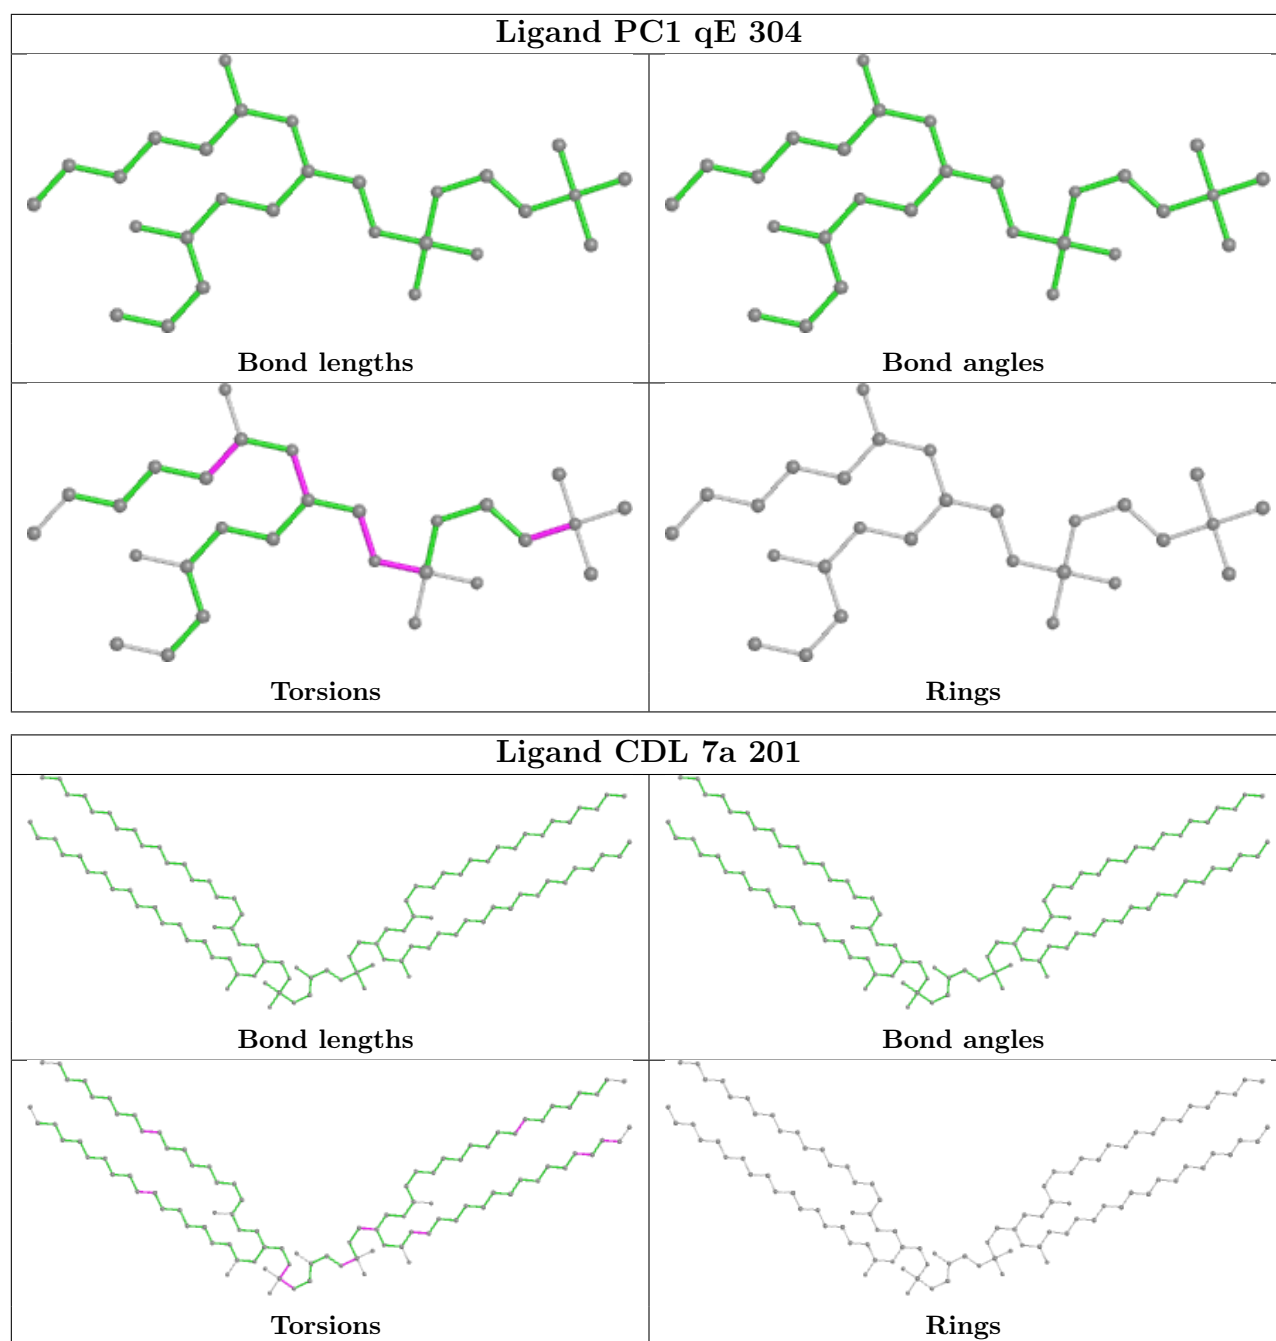 Ligand PC1 qE 304
Bond lengths
Bond angles
Torsions
Rings
Ligand CDL 7a 201
Bond lengths
Bond angles
Torsions
Rings